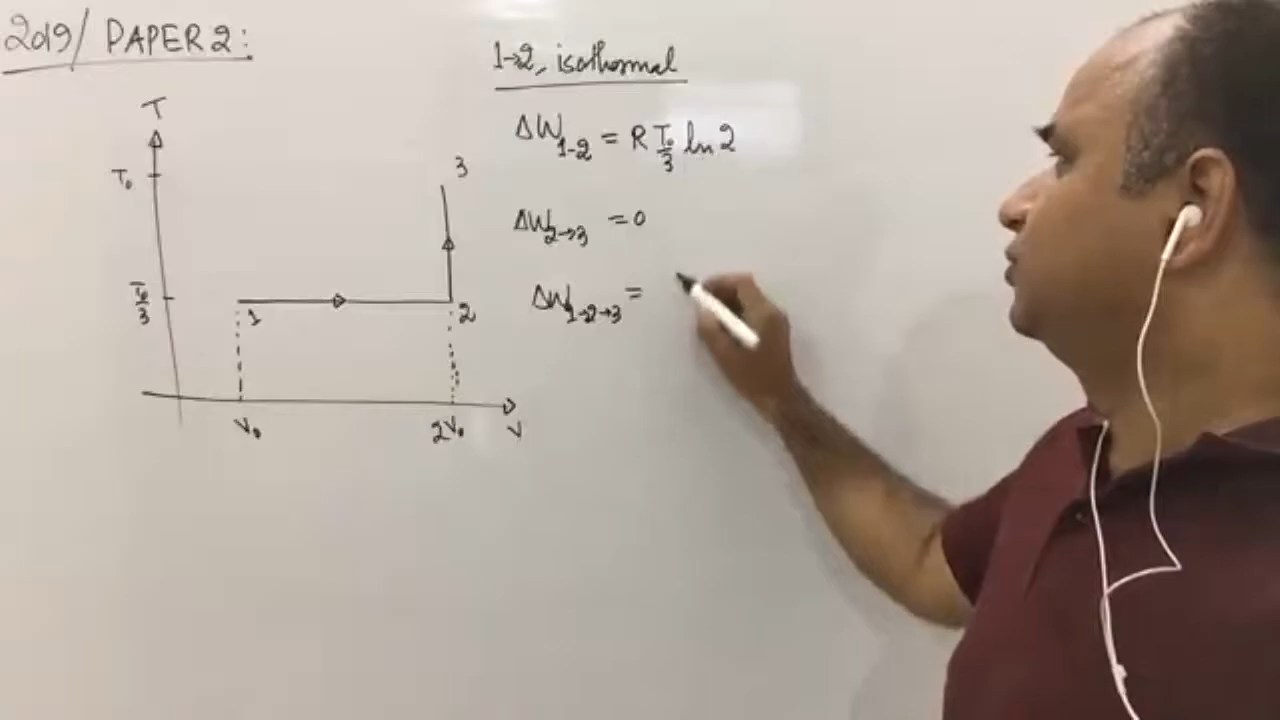 2019/ PAPER 2:
1→2, isothermal
T
ΔW₁₋₂ = R T₀/3 ln 2
3
T₀
ΔW₂→₃ = 0
T₀/3
ΔW₁→₂→₃ =
1
2
V₀
2V₀
V